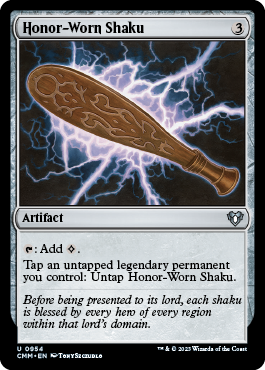 Honor-Worn Shaku 3
Artifact
: Add .
Tap an untapped legendary permanent
you control: Untap Honor-Worn Shaku.
Before being presented to its lord, each shaku
is blessed by every hero of every region
within that lord's domain.
U 0954
CMM • EN Tony Szczudlo
™ & © 2023 Wizards of the Coast